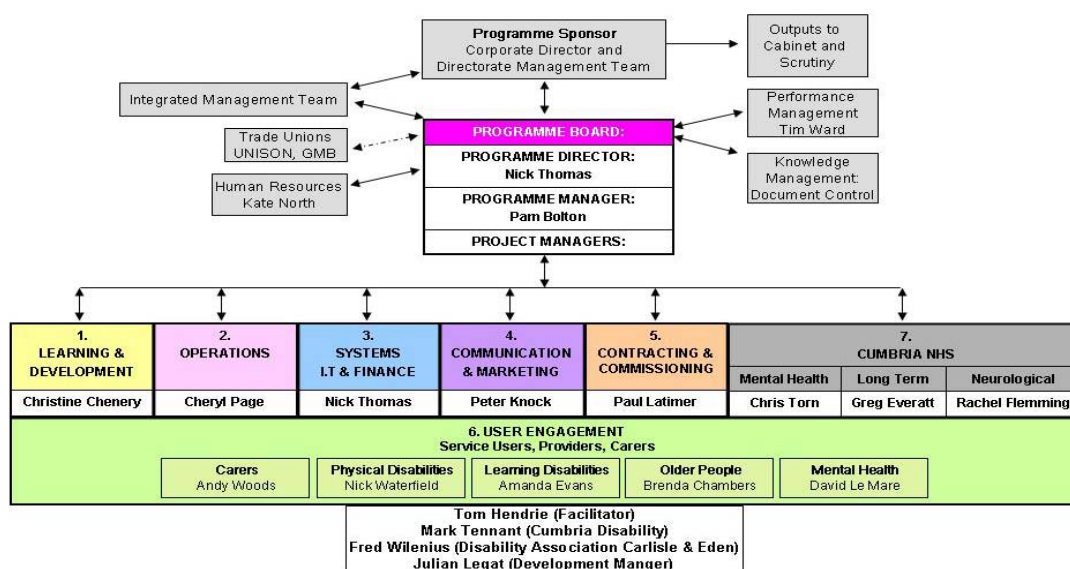 Programme Sponsor
Corporate Director and
Directorate Management Team
Outputs to
Cabinet and
Scrutiny
Integrated Management Team
Performance
Management
Tim Ward
Trade Unions
UNISON, GMB
Knowledge
Management:
Document Control
Human Resources
Kate North
PROGRAMME BOARD:
PROGRAMME DIRECTOR:
Nick Thomas
PROGRAMME MANAGER:
Pam Bolton
PROJECT MANAGERS:
1.
LEARNING &
DEVELOPMENT
Christine Chenery
2.
OPERATIONS
Cheryl Page
3.
SYSTEMS
I.T & FINANCE
Nick Thomas
4.
COMMUNICATION
& MARKETING
Peter Knock
5.
CONTRACTING &
COMMISSIONING
Paul Latimer
7.
CUMBRIA NHS
Mental Health
Chris Torn
Long Term
Greg Everatt
Neurological
Rachel Flemming
6. USER ENGAGEMENT
Service Users, Providers, Carers
Carers
Andy Woods
Physical Disabilities
Nick Waterfield
Learning Disabilities
Amanda Evans
Older People
Brenda Chambers
Mental Health
David Le Mare
Tom Hendrie (Facilitator)
Mark Tennant (Cumbria Disability)
Fred Wilenius (Disability Association Carlisle & Eden)
Julian Legat (Development Manger)